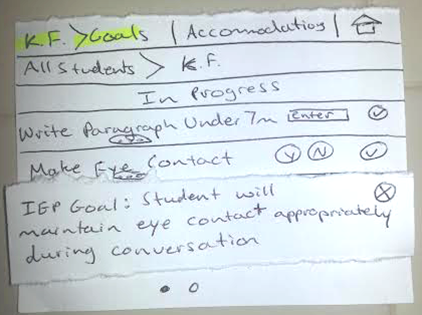 K.F. > Goals | Accommodations |
All Students > K.F.
In Progress
Write Paragraph Under 7m Enter
Make Eye Contact Y N
IEP Goal: Student will
maintain eye contact appropriately
during conversation